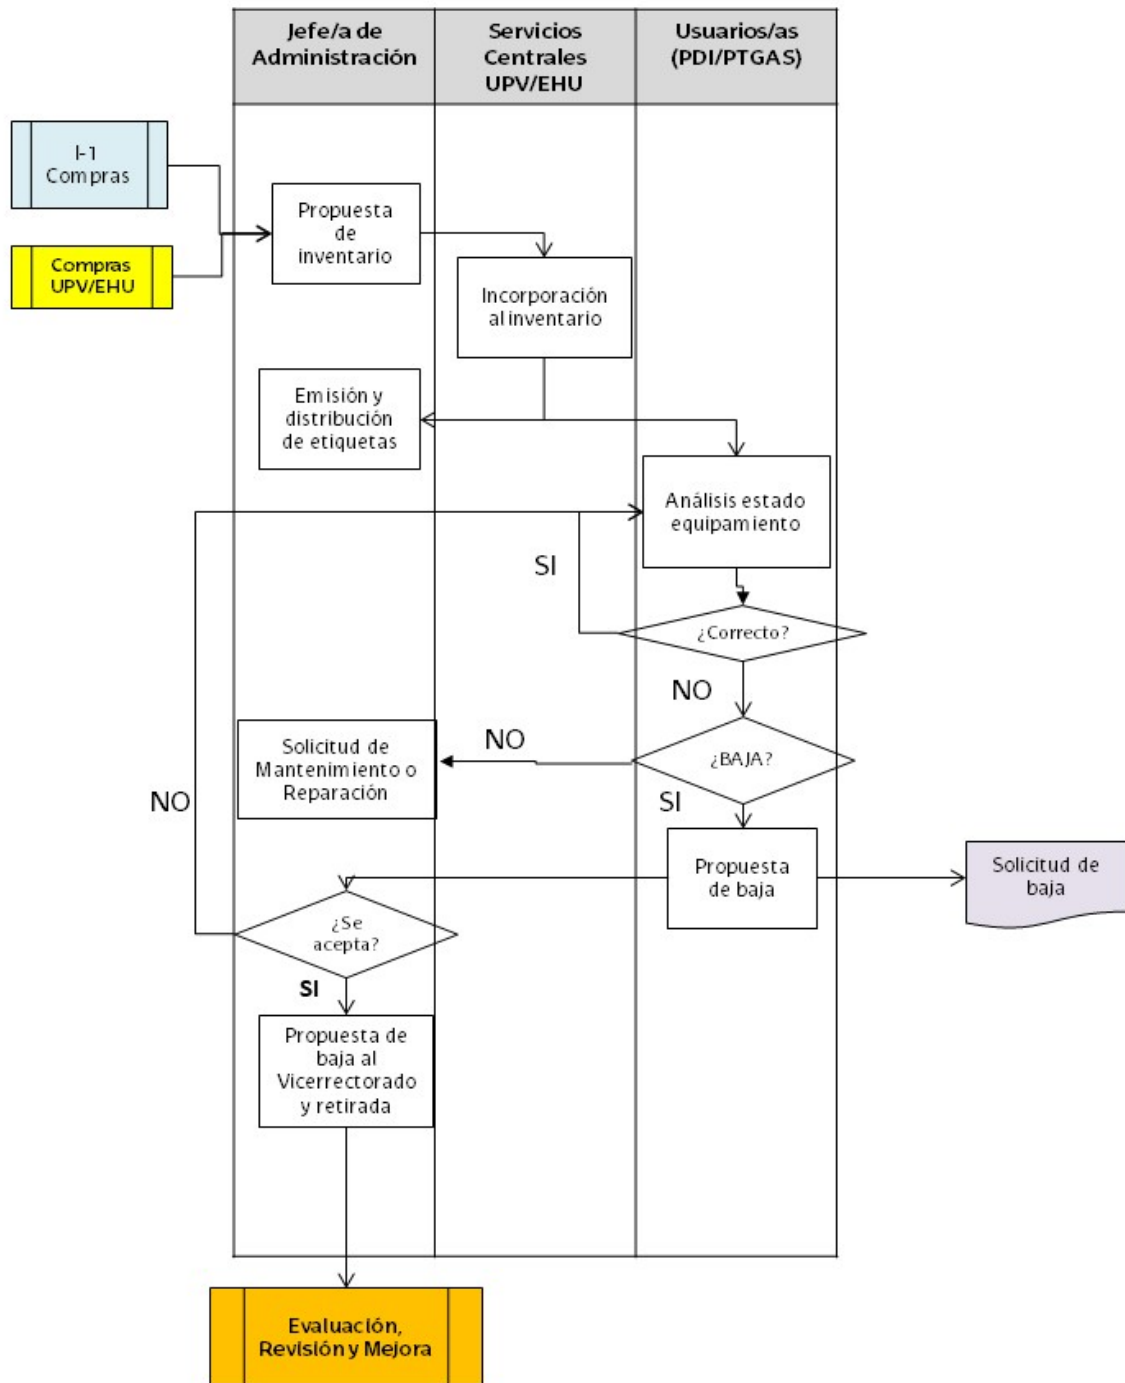 Jefe/a de
Administración
Servicios
Centrales
UPV/EHU
Usuarios/as
(PDI/PTGAS)
I-1
Compras
Compras
UPV/EHU
Propuesta
de
inventario
Incorporación
al inventario
Emisión y
distribución
de etiquetas
Análisis estado
equipamiento
SI
¿Correcto?
NO
Solicitud de
Mantenimiento o
Reparación
NO
¿BAJA?
NO
SI
Propuesta
de baja
Solicitud de
baja
¿Se
acepta?
SI
Propuesta de
baja al
Vicerrectorado
y retirada
Evaluación,
Revisión y Mejora